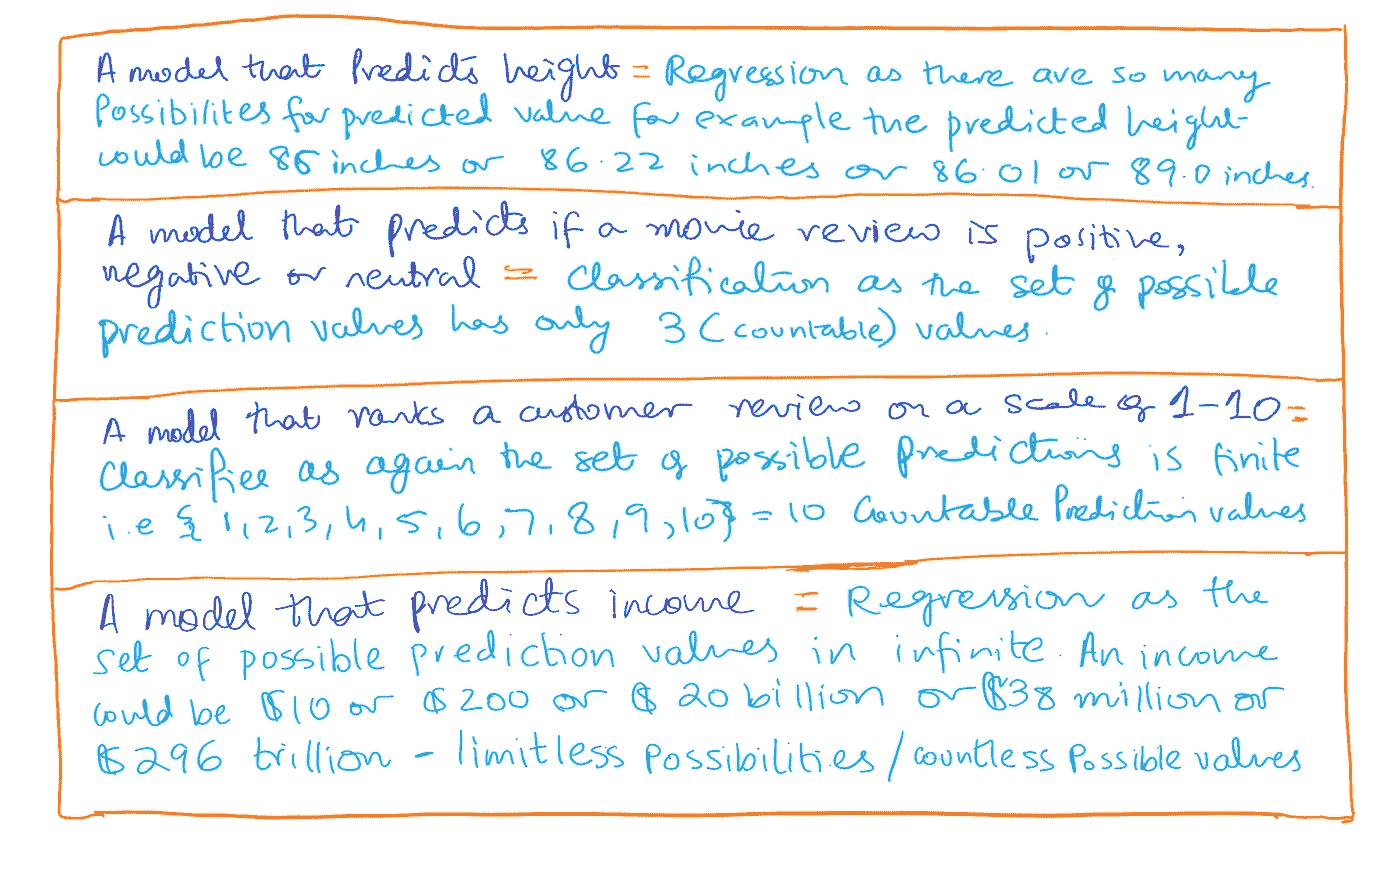 A model that Predicts height = Regression as there are so many
Possibilites for predicted value for example the predicted height
could be 86 inches or 86.22 inches or 86.01 or 89.0 inches.
A model that predicts if a movie review is positive,
negative or neutral = Classification as the set of possible
prediction values has only 3 (countable) values.
A model that ranks a customer review on a scale of 1-10 =
Classifier as again the set of possible Predictions is finite
i.e {1,2,3,4,5,6,7,8,9,10} = 10 Countable Prediction values
A model that predicts income = Regression as the
set of possible prediction values in infinite. An income
could be $10 or $200 or $20 billion or $38 million or
$296 trillion - limitless Possibilities/countless Possible values